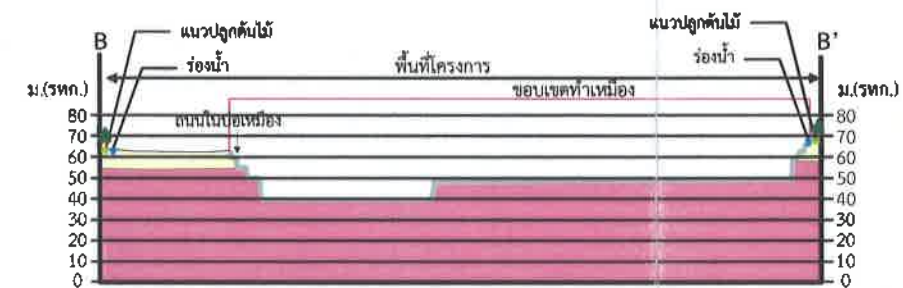 แนวปลูกต้นไม้ แนวปลูกต้นไม้
B B'
ร่องน้ำ พื้นที่โครงการ ร่องน้ำ
ม.(รทก.) ขอบเขตทำเหมือง ม.(รทก.)
80 80
70 ถนนในบ่อเหมือง 70
60 60
50 50
40 40
30 30
20 20
10 10
0 0